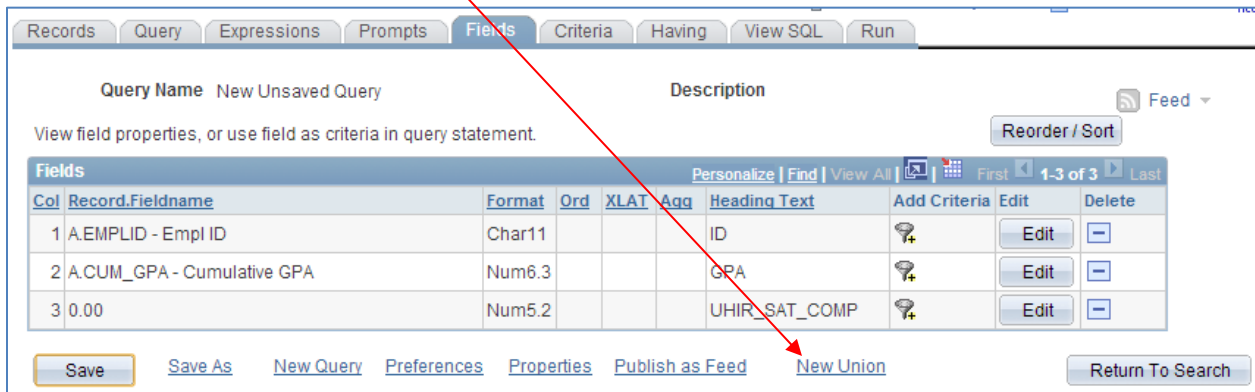 Records Query Expressions Prompts Fields Criteria Having View SQL Run
Query Name New Unsaved Query Description
Feed
View field properties, or use field as criteria in query statement.
Reorder / Sort
Fields Personalize | Find | View All | | First 1-3 of 3 Last
Col Record.Fieldname Format Ord XLAT Agg Heading Text Add Criteria Edit Delete
1 A.EMPLID - Empl ID Char11 ID Edit
2 A.CUM_GPA - Cumulative GPA Num6.3 GPA Edit
3 0.00 Num5.2 UHIR_SAT_COMP Edit
Save Save As New Query Preferences Properties Publish as Feed New Union Return To Search